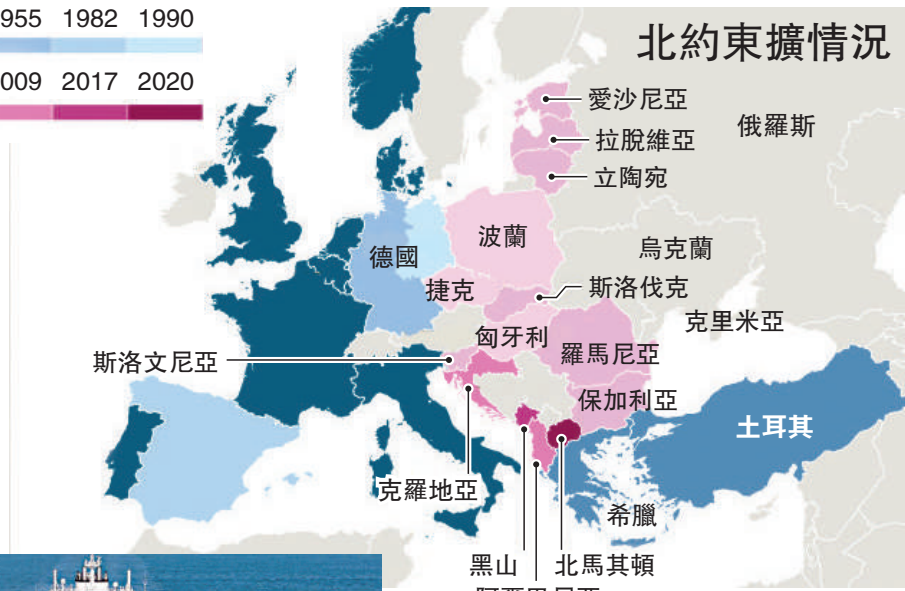 955 1982 1990
009 2017 2020
北約東擴情況
愛沙尼亞
拉脫維亞
立陶宛
俄羅斯
波蘭
烏克蘭
德國
捷克
斯洛伐克
克里米亞
匈牙利
羅馬尼亞
斯洛文尼亞
保加利亞
土耳其
克羅地亞
希臘
黑山
北馬其頓